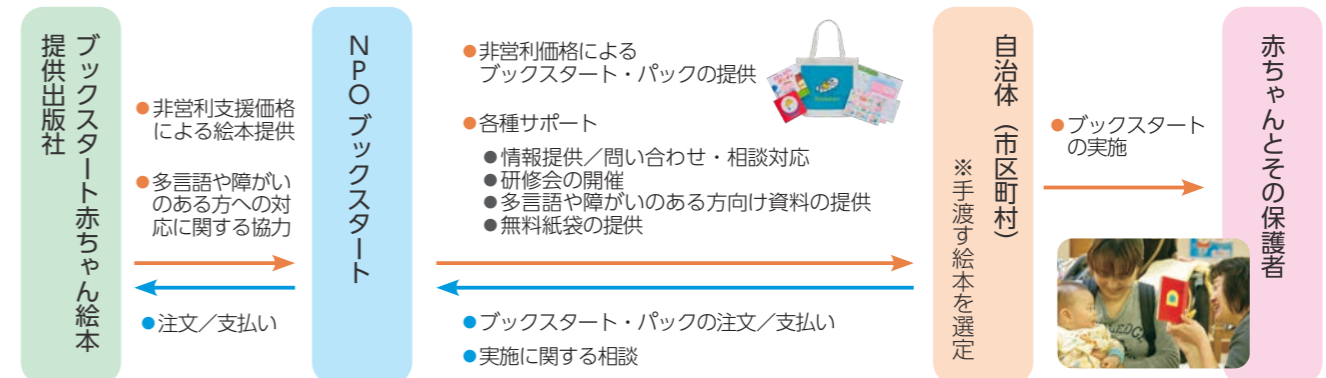 ブックスタート赤ちゃん絵本
提供出版社
●非営利支援価格
による絵本提供
●多言語や障がい
のある方への対
応に関する協力
●注文／支払い
NPOブックスタート
●非営利価格による
ブックスタート・パックの提供
●各種サポート
●情報提供／問い合わせ・相談対応
●研修会の開催
●多言語や障がいのある方向け資料の提供
●無料紙袋の提供
●ブックスタート・パックの注文／支払い
●実施に関する相談
自治体（市区町村）
※手渡す絵本を選定
●ブックスタート
の実施
赤ちゃんとその保護者